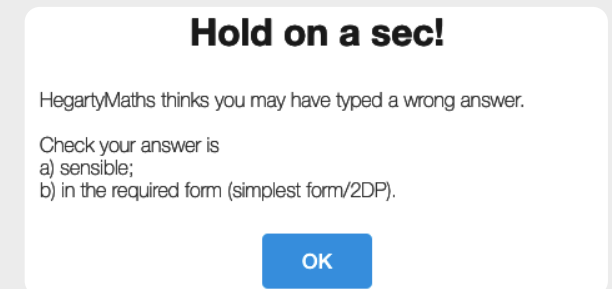 Hold on a sec!
HegartyMaths thinks you may have typed a wrong answer.
Check your answer is
a) sensible;
b) in the required form (simplest form/2DP).
OK